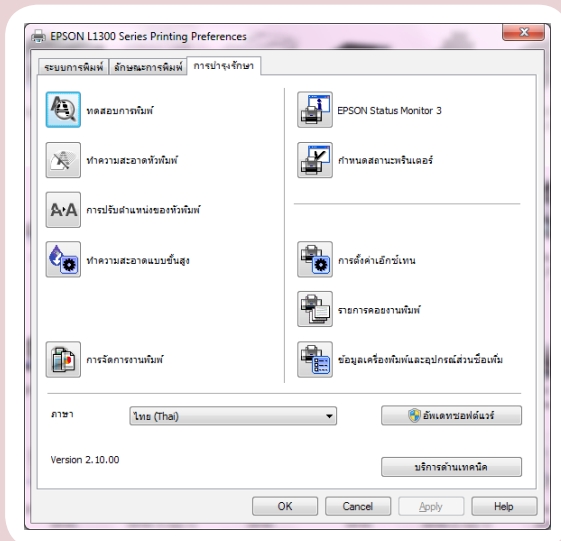 EPSON L1300 Series Printing Preferences
ระบบการพิมพ์ ลักษณะการพิมพ์ การบำรุงรักษา
ทดสอบการพิมพ์
EPSON Status Monitor 3
ทำความสะอาดหัวพิมพ์
กำหนดสถานะพรินเตอร์
A▸A การปรับตำแหน่งของหัวพิมพ์
ทำความสะอาดแบบขั้นสูง
การตั้งค่าเอ็กซ์เทน
รายการคอยงานพิมพ์
การจัดการงานพิมพ์
ข้อมูลเครื่องพิมพ์และอุปกรณ์ส่วนซื้อเพิ่ม
ภาษา ไทย (Thai) อัพเดทซอฟต์แวร์
Version 2.10.00
บริการด้านเทคนิค
OK Cancel Apply Help